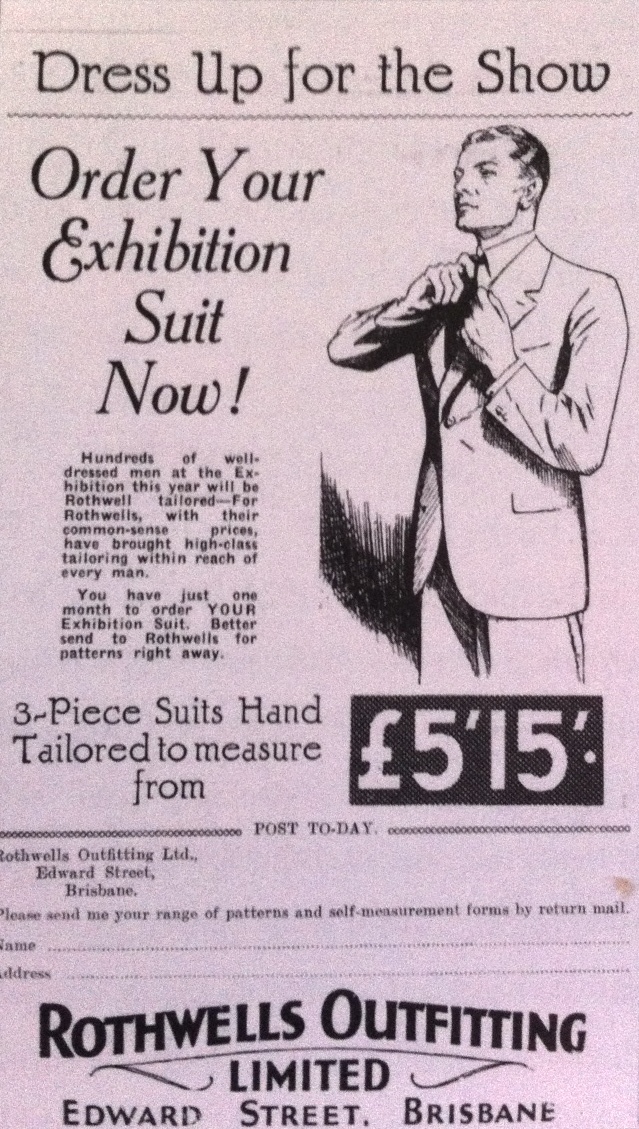 Dress Up for the Show
Order Your
Exhibition
Suit
Now!
Hundreds of well-
dressed men at the Ex-
hibition this year will be
Rothwell tailored—For
Rothwells, with their
common-sense prices,
have brought high-class
tailoring within reach of
every man.
You have just one
month to order YOUR
Exhibition Suit. Better
send to Rothwells for
patterns right away.
3-Piece Suits Hand
Tailored to measure
from
£5'15'.
POST TO-DAY.
Rothwells Outfitting Ltd.,
Edward Street,
Brisbane.
Please send me your range of patterns and self-measurement forms by return mail.
Name
Address
ROTHWELLS OUTFITTING
LIMITED
EDWARD STREET, BRISBANE